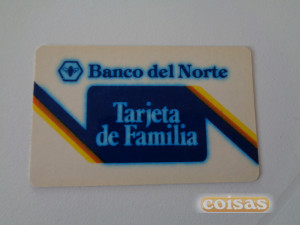 Banco del Norte
Tarjeta
de Familia
coisas